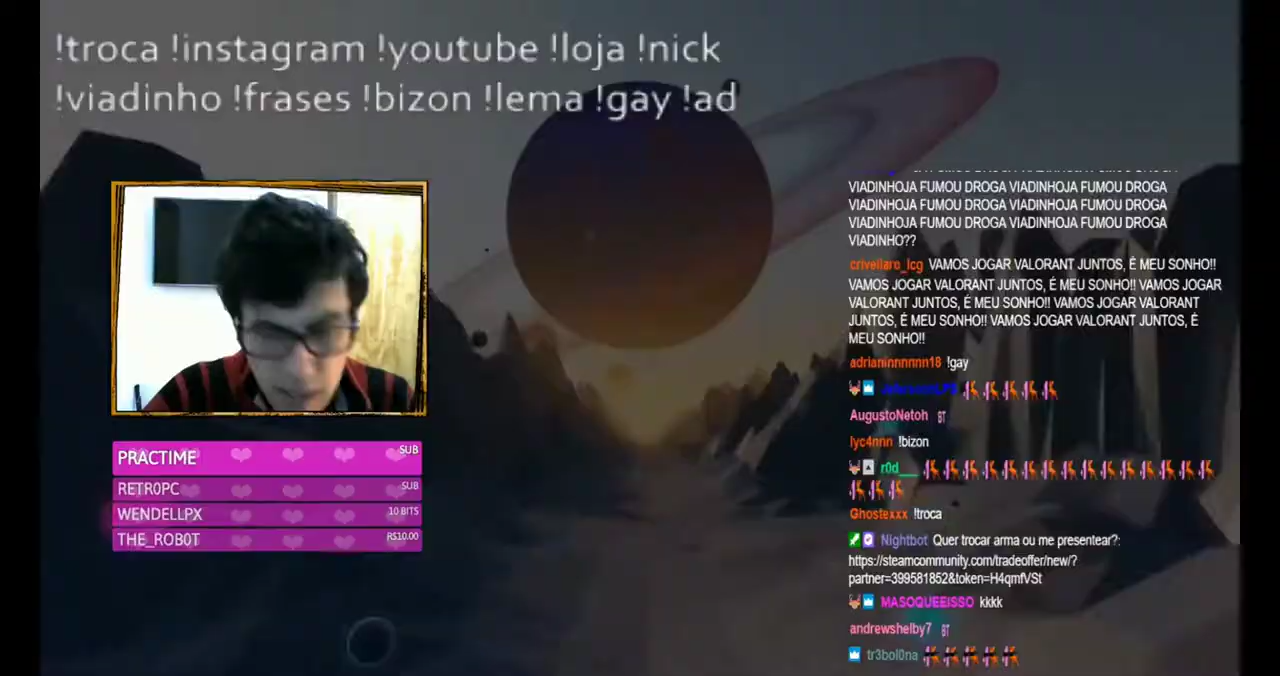 !troca !instagram !youtube !loja !nick
!viadinho !frases !bizon !lema !gay !ad
PRACTIME SUB
RETR0PC SUB
WENDELLPX 10 BITS
THE_ROB0T R$10.00
VIADINHOJA FUMOU DROGA VIADINHOJA FUMOU DROGA
VIADINHOJA FUMOU DROGA VIADINHOJA FUMOU DROGA
VIADINHOJA FUMOU DROGA VIADINHOJA FUMOU DROGA
VIADINHO??
crivellaro_lcg VAMOS JOGAR VALORANT JUNTOS, É MEU SONHO!!
VAMOS JOGAR VALORANT JUNTOS, É MEU SONHO!! VAMOS JOGAR
VALORANT JUNTOS, É MEU SONHO!! VAMOS JOGAR VALORANT
JUNTOS, É MEU SONHO!! VAMOS JOGAR VALORANT JUNTOS, É
MEU SONHO!!
adrianinnnnnn18 !gay
AugustoNetoh BT
lyc4nnn !bizon
r0d___
Ghostexxx !troca
Nightbot Quer trocar arma ou me presentear?:
https://steamcommunity.com/tradeoffer/new/?
partner=399581852&token=H4qmfVSt
MASOQUEEISSO kkkk
andrewshelby7 BT
tr3bol0na